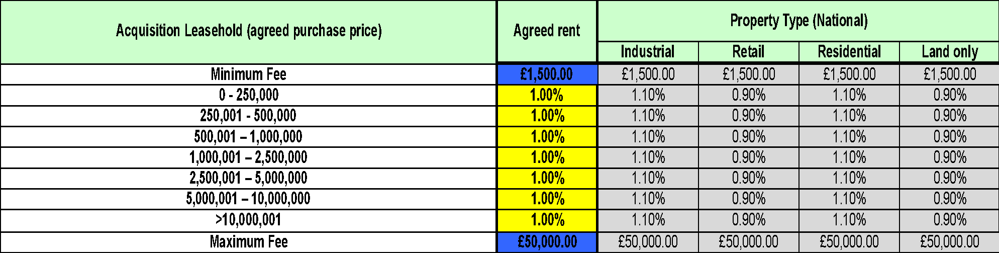 Acquisition Leasehold (agreed purchase price) Agreed rent Property Type (National)
Industrial Retail Residential Land only
Minimum Fee £1,500.00 £1,500.00 £1,500.00 £1,500.00 £1,500.00
0 - 250,000 1.00% 1.10% 0.90% 1.10% 0.90%
250,001 - 500,000 1.00% 1.10% 0.90% 1.10% 0.90%
500,001 – 1,000,000 1.00% 1.10% 0.90% 1.10% 0.90%
1,000,001 – 2,500,000 1.00% 1.10% 0.90% 1.10% 0.90%
2,500,001 – 5,000,000 1.00% 1.10% 0.90% 1.10% 0.90%
5,000,001 – 10,000,000 1.00% 1.10% 0.90% 1.10% 0.90%
>10,000,001 1.00% 1.10% 0.90% 1.10% 0.90%
Maximum Fee £50,000.00 £50,000.00 £50,000.00 £50,000.00 £50,000.00